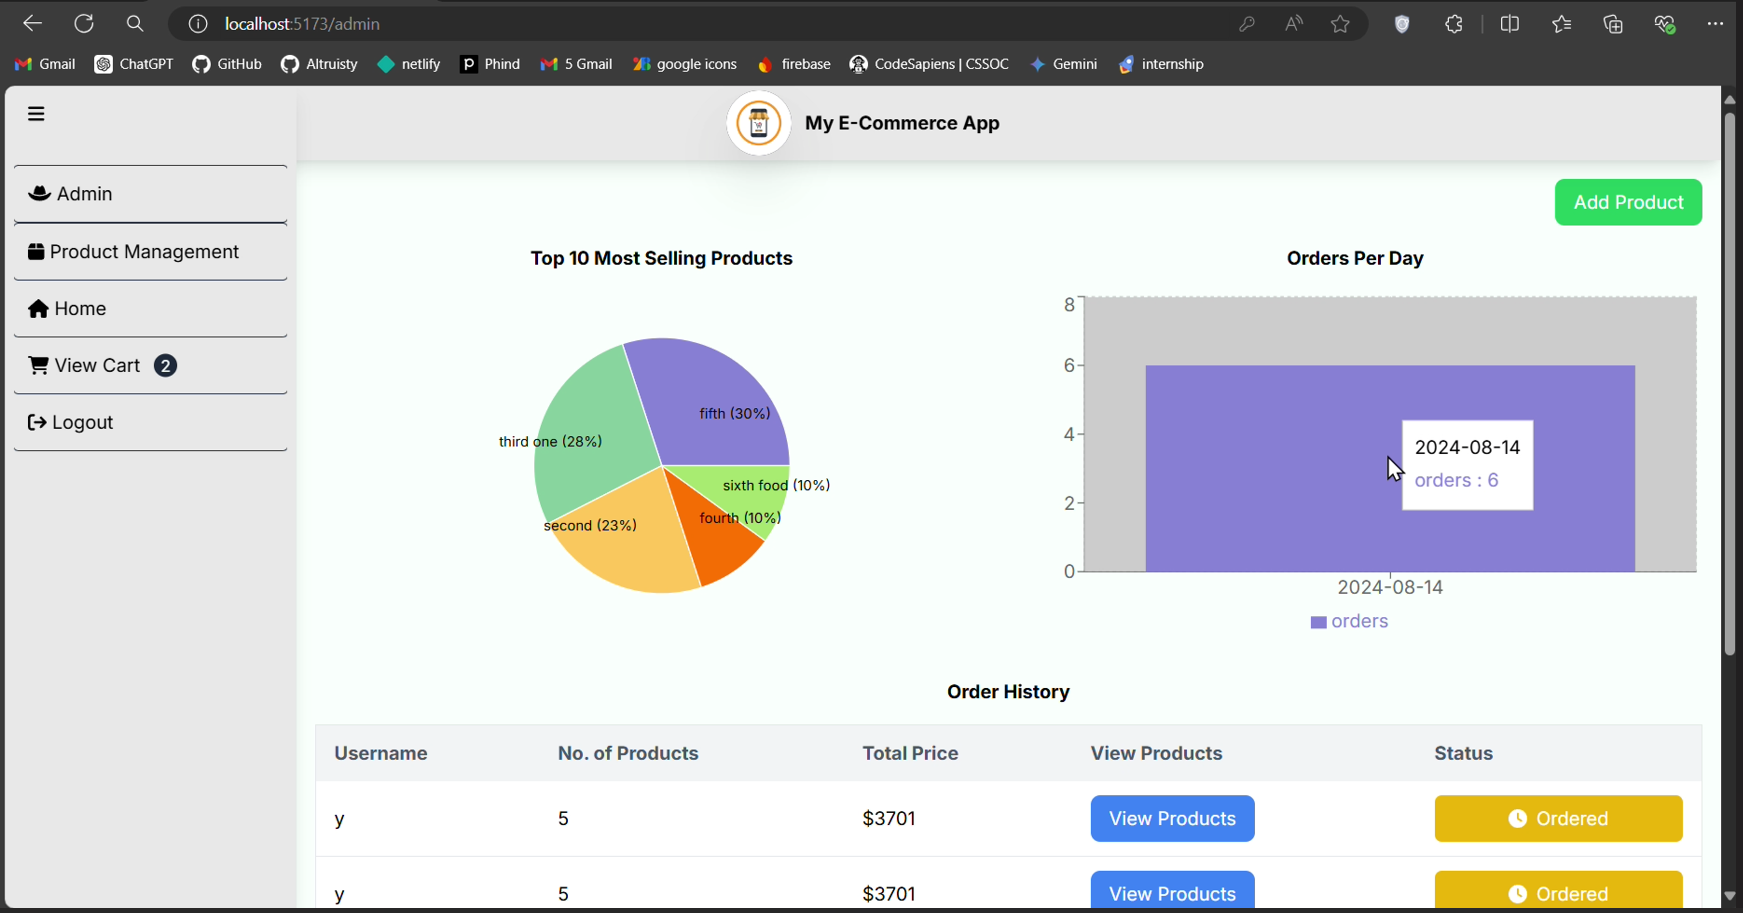 localhost:5173/admin
Gmail ChatGPT GitHub Altruisty netlify Phind 5 Gmail google icons firebase CodeSapiens | CSSOC Gemini internship
My E-Commerce App
Admin
Product Management
Home
View Cart 2
Logout
Add Product
Top 10 Most Selling Products
fifth (30%)
third one (28%)
sixth food (10%)
fourth (10%)
second (23%)
Orders Per Day
8
6
4
2
0
2024-08-14
orders : 6
2024-08-14
orders
Order History
Username No. of Products Total Price View Products Status
y 5 $3701 View Products Ordered
y 5 $3701 View Products Ordered